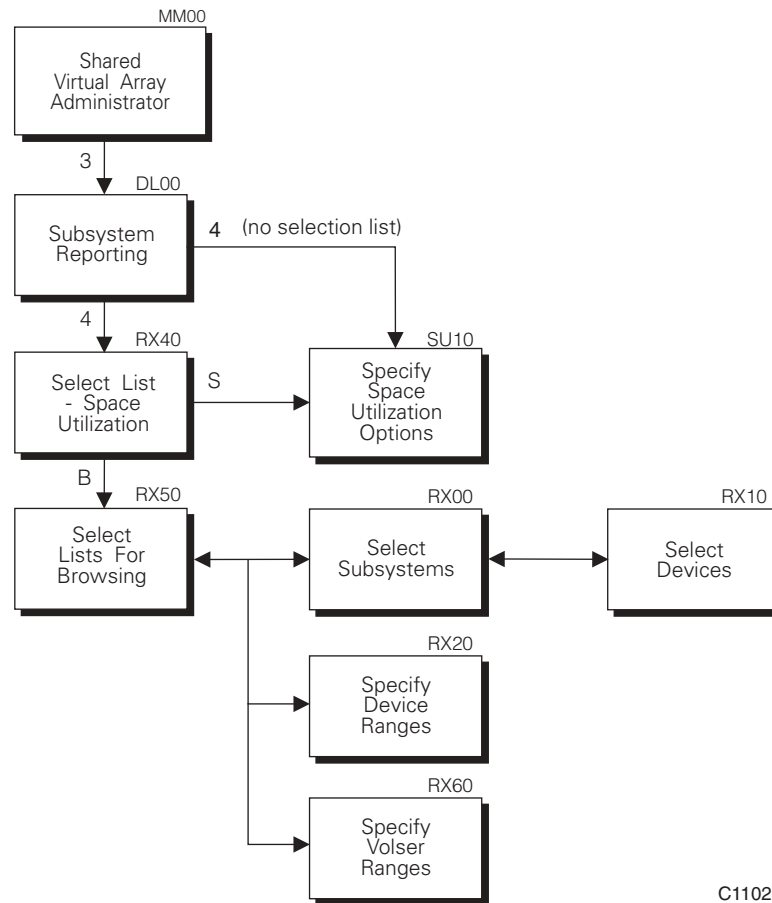 MM00
Shared
Virtual Array
Administrator
3
DL00
Subsystem
Reporting
4 (no selection list)
4
RX40
Select List
- Space
Utilization
S
SU10
Specify
Space
Utilization
Options
B
RX50
Select
Lists For
Browsing
RX00
Select
Subsystems
RX10
Select
Devices
RX20
Specify
Device
Ranges
RX60
Specify
Volser
Ranges
C1102